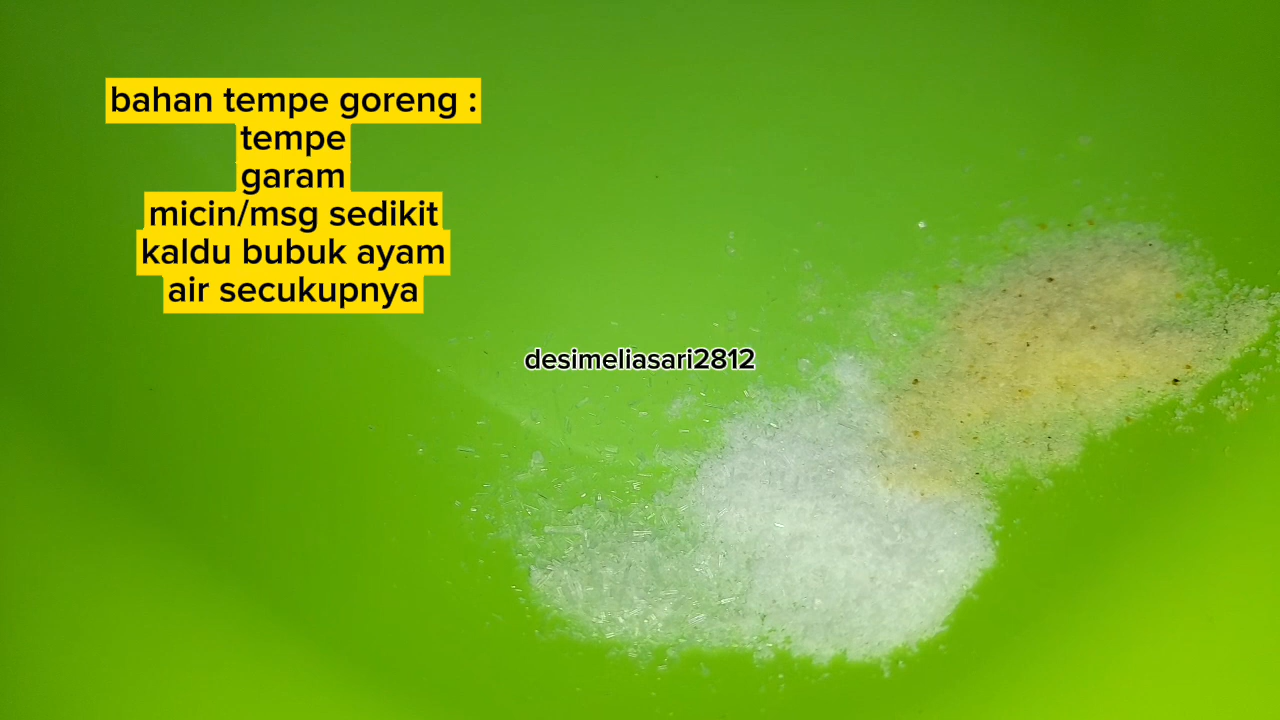 bahan tempe goreng :
tempe
garam
micin/msg sedikit
kaldu bubuk ayam
air secukupnya
desimeliasari2812